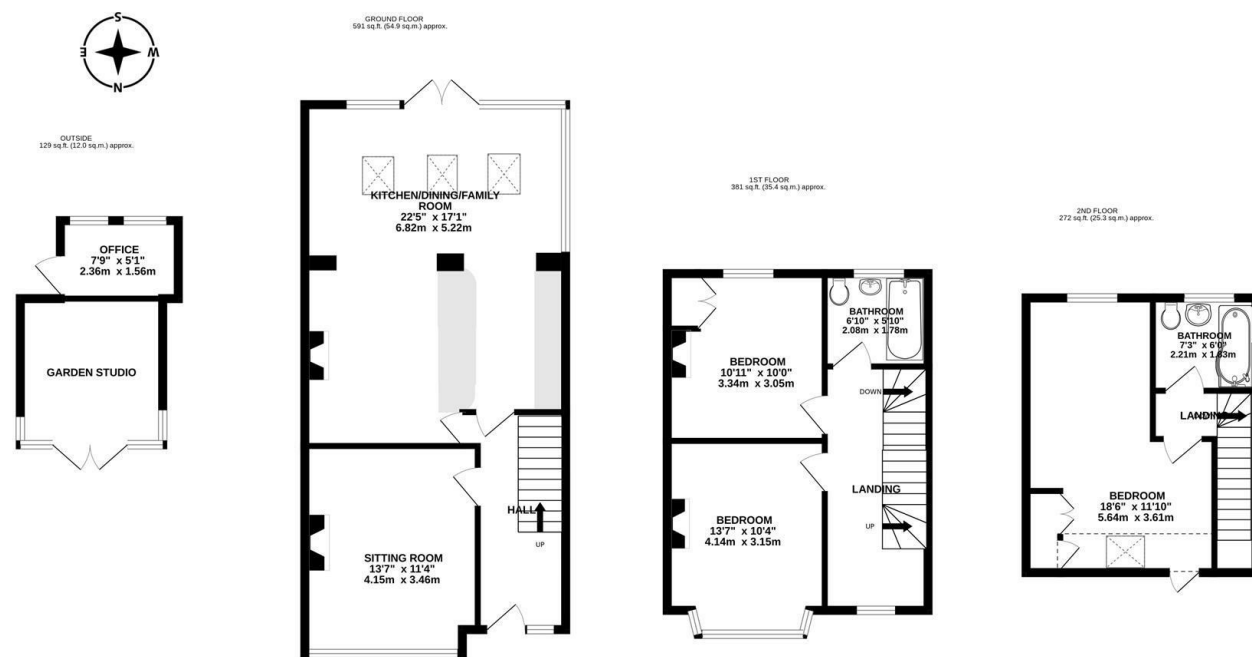 S
E
W
N
OUTSIDE
129 sq.ft. (12.0 sq.m.) approx.
OFFICE
7'9" x 5'1"
2.36m x 1.56m
GARDEN STUDIO
GROUND FLOOR
591 sq.ft. (54.9 sq.m.) approx.
KITCHEN/DINING/FAMILY
ROOM
22'5" x 17'1"
6.82m x 5.22m
HALL
UP
SITTING ROOM
13'7" x 11'4"
4.15m x 3.46m
1ST FLOOR
381 sq.ft. (35.4 sq.m.) approx.
BATHROOM
6'10" x 5'10"
2.08m x 1.78m
BEDROOM
10'11" x 10'0"
3.34m x 3.05m
DOWN
LANDING
UP
BEDROOM
13'7" x 10'4"
4.14m x 3.15m
2ND FLOOR
272 sq.ft. (25.3 sq.m.) approx.
BATHROOM
7'3" x 6'0"
2.21m x 1.83m
LANDING
BEDROOM
18'6" x 11'10"
5.64m x 3.61m